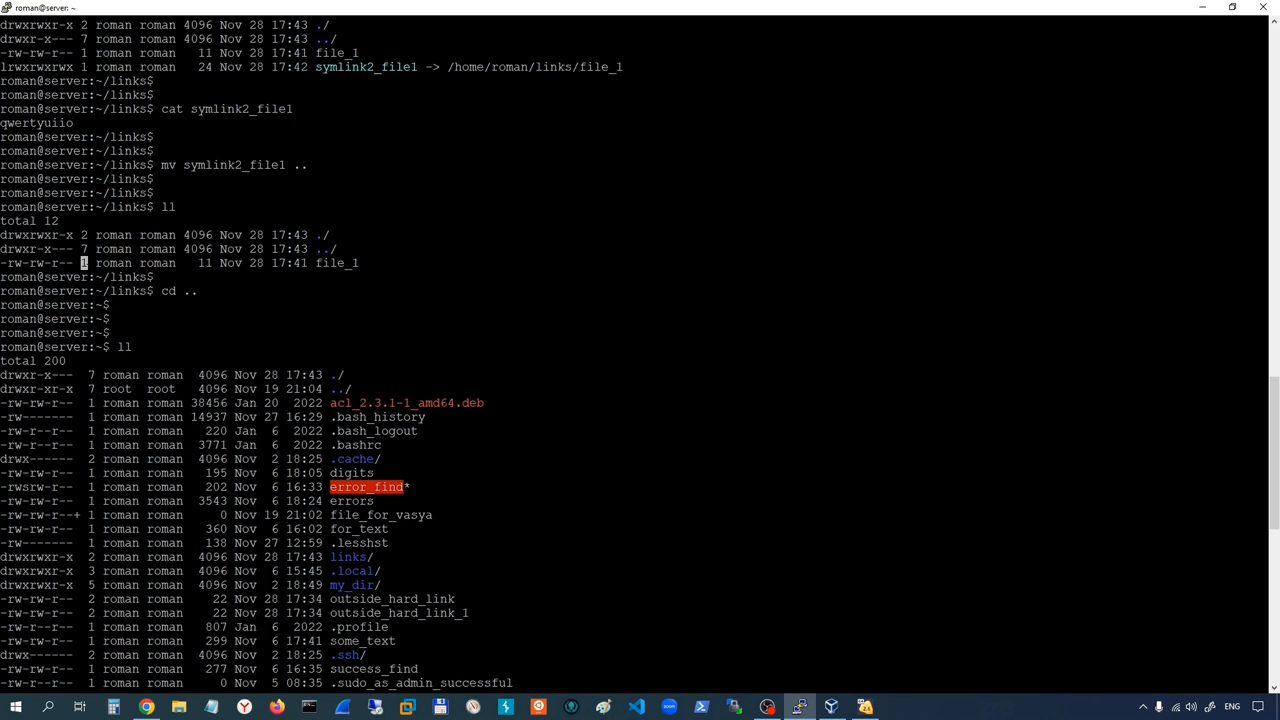 roman@server: ~
drwxrwxr-x 2 roman roman 4096 Nov 28 17:43 ./
drwxr-x--- 7 roman roman 4096 Nov 28 17:43 ../
-rw-rw-r-- 1 roman roman   11 Nov 28 17:41 file_1
lrwxrwxrwx 1 roman roman   24 Nov 28 17:42 symlink2_file1 -> /home/roman/links/file_1
roman@server:~/links$
roman@server:~/links$
roman@server:~/links$ cat symlink2_file1
qwertyuiio
roman@server:~/links$
roman@server:~/links$
roman@server:~/links$ mv symlink2_file1 ..
roman@server:~/links$
roman@server:~/links$
roman@server:~/links$ ll
total 12
drwxrwxr-x 2 roman roman 4096 Nov 28 17:43 ./
drwxr-x--- 7 roman roman 4096 Nov 28 17:43 ../
-rw-rw-r-- 1 roman roman   11 Nov 28 17:41 file_1
roman@server:~/links$
roman@server:~/links$ cd ..
roman@server:~$
roman@server:~$
roman@server:~$
roman@server:~$ ll
total 200
drwxr-x---  7 roman roman  4096 Nov 28 17:43 ./
drwxr-xr-x  7 root  root   4096 Nov 19 21:04 ../
-rw-rw-r--  1 roman roman 38456 Jan 20  2022 acl_2.3.1-1_amd64.deb
-rw-------  1 roman roman 14937 Nov 27 16:29 .bash_history
-rw-r--r--  1 roman roman   220 Jan  6  2022 .bash_logout
-rw-r--r--  1 roman roman  3771 Jan  6  2022 .bashrc
drwx------  2 roman roman  4096 Nov  2 18:25 .cache/
-rw-rw-r--  1 roman roman   195 Nov  6 18:05 digits
-rwsrw-r--  1 roman roman   202 Nov  6 16:33 error_find*
-rw-rw-r--  1 roman roman  3543 Nov  6 18:24 errors
-rw-rw-r--+ 1 roman roman     0 Nov 19 21:02 file_for_vasya
-rw-rw-r--  1 roman roman   360 Nov  6 16:02 for_text
-rw-------  1 roman roman   138 Nov 27 12:59 .lesshst
drwxrwxr-x  2 roman roman  4096 Nov 28 17:43 links/
drwxrwxr-x  3 roman roman  4096 Nov  6 15:45 .local/
drwxrwxr-x  5 roman roman  4096 Nov  2 18:49 my_dir/
-rw-rw-r--  2 roman roman    22 Nov 28 17:34 outside_hard_link
-rw-rw-r--  2 roman roman    22 Nov 28 17:34 outside_hard_link_1
-rw-r--r--  1 roman roman   807 Jan  6  2022 .profile
-rw-rw-r--  1 roman roman   299 Nov  6 17:41 some_text
drwx------  2 roman roman  4096 Nov  2 18:25 .ssh/
-rw-rw-r--  1 roman roman   277 Nov  6 16:35 success_find
-rw-r--r--  1 roman roman     0 Nov  5 08:35 .sudo_as_admin_successful
ENG